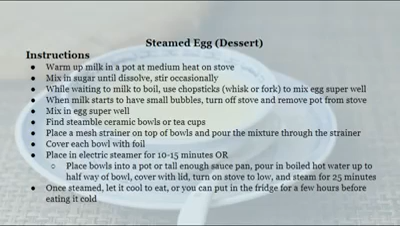 Steamed Egg (Dessert)
Instructions
● Warm up milk in a pot at medium heat on stove
● Mix in sugar until dissolve, stir occasionally
● While waiting to milk to boil, use chopsticks (whisk or fork) to mix egg super well
● When milk starts to have small bubbles, turn off stove and remove pot from stove
● Mix in egg super well
● Find steamable ceramic bowls or tea cups
● Place a mesh strainer on top of bowls and pour the mixture through the strainer
● Cover each bowl with foil
● Place in electric steamer for 10-15 minutes OR
○ Place bowls into a pot or tall enough sauce pan, pour in boiled hot water up to
half way of bowl, cover with lid, turn on stove to low, and steam for 25 minutes
● Once steamed, let it cool to eat, or you can put in the fridge for a few hours before
eating it cold